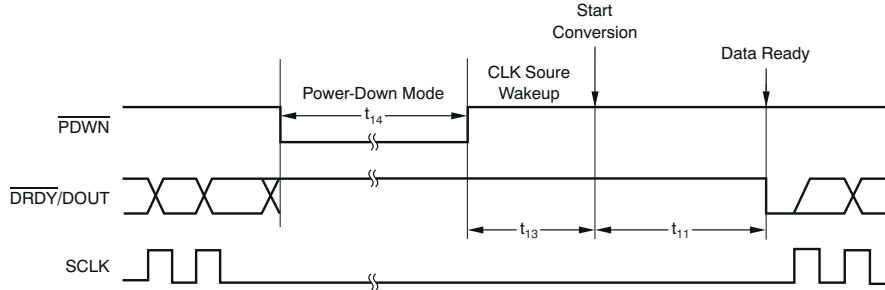 Start
Conversion
Data Ready
CLK Soure
Wakeup
Power-Down Mode
t14
PDWN
DRDY/DOUT
t13
t11
SCLK